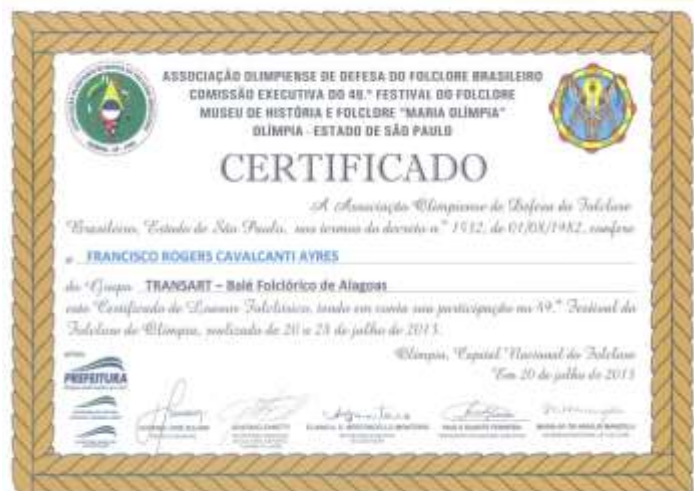 ASSOCIAÇÃO OLIMPIENSE DE DEFESA DO FOLCLORE BRASILEIRO
COMISSÃO EXECUTIVA DO 49.º FESTIVAL DO FOLCLORE
MUSEU DE HISTÓRIA E FOLCLORE "MARIA OLÍMPIA"
OLÍMPIA - ESTADO DE SÃO PAULO
CERTIFICADO
A Associação Olimpiense de Defesa do Folclore
Brasileiro, Estado de São Paulo, nos termos do decreto n.º 1932, de 01/08/1982, confere
a FRANCISCO ROGERS CAVALCANTI AYRES
do Grupo TRANSART – Balé Folclórico de Alagoas
este Certificado de Louvor Folclórico, tendo em conta sua participação no 49.º Festival do
Folclore de Olímpia, realizado de 20 a 28 de julho de 2013.
Olímpia, Capital Nacional do Folclore
Em 20 de julho de 2013
PREFEITURA